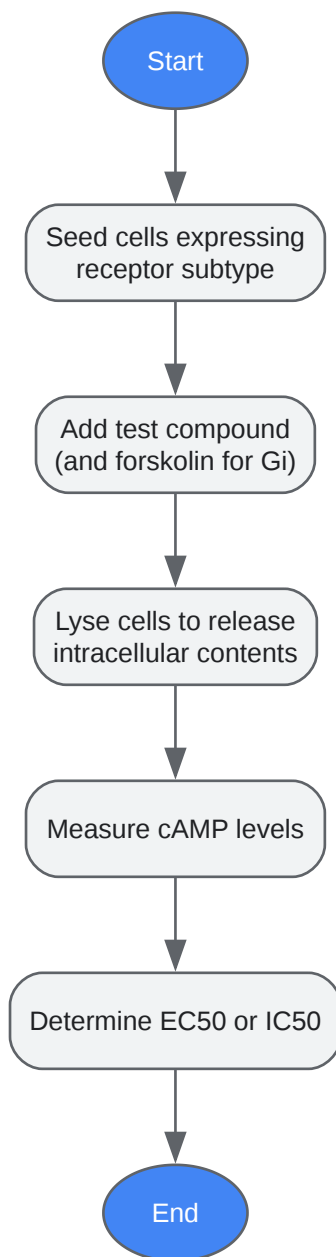 Start
Seed cells expressing
receptor subtype
Add test compound
(and forskolin for Gi)
Lyse cells to release
intracellular contents
Measure cAMP levels
Determine EC50 or IC50
End